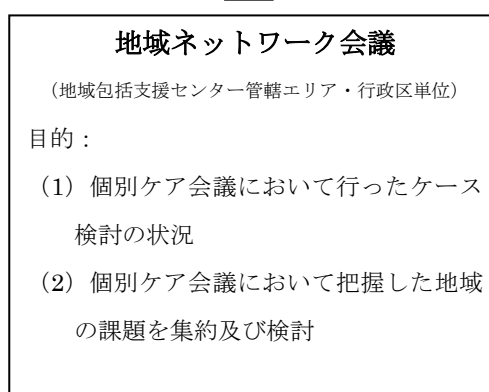 地域ネットワーク会議
（地域包括支援センター管轄エリア・行政区単位）
目的：
（1）個別ケア会議において行ったケース
検討の状況
（2）個別ケア会議において把握した地域
の課題を集約及び検討